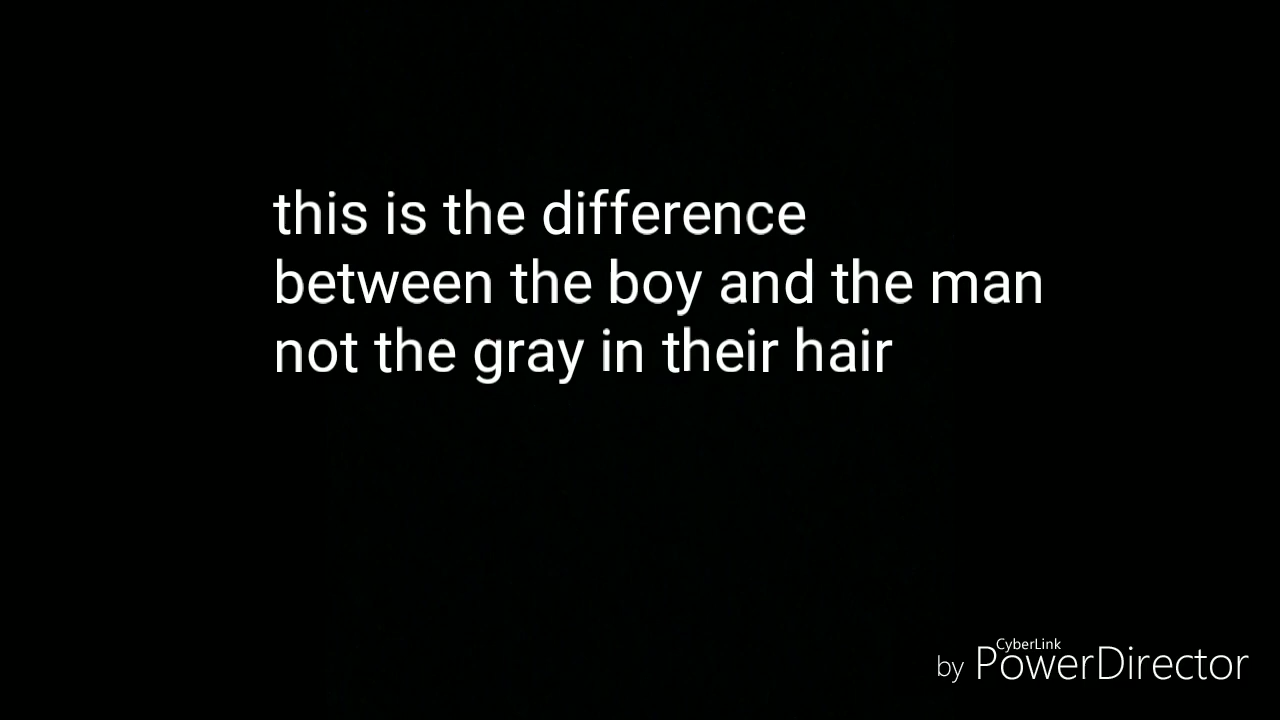 this is the difference
between the boy and the man
not the gray in their hair
by CyberLink PowerDirector